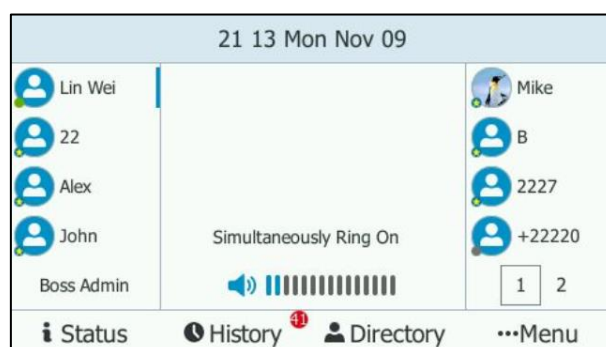 21 13 Mon Nov 09
Lin Wei
22
Alex
John
Boss Admin
Simultaneously Ring On
Mike
B
2227
+22220
1 2
i Status
History 41
Directory
•••Menu